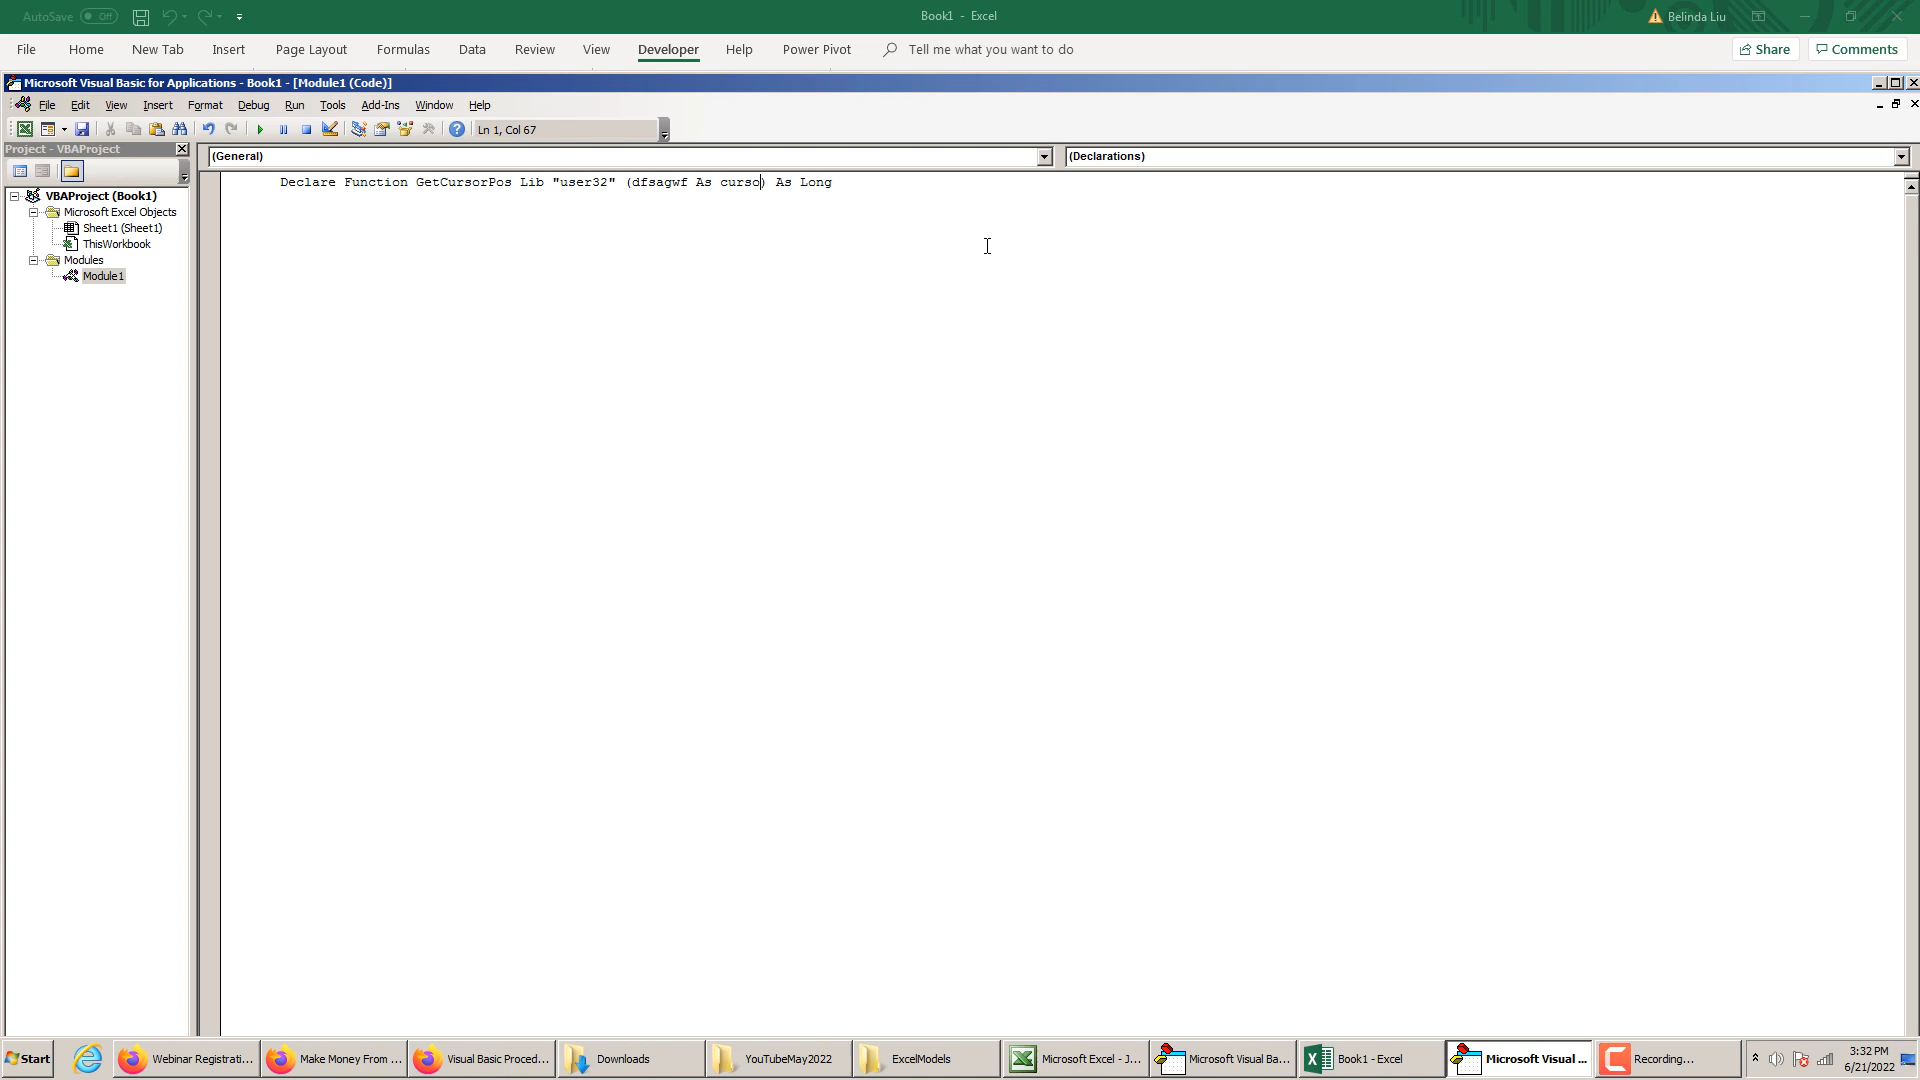 AutoSave Off Book1 - Excel Belinda Liu
File Home New Tab Insert Page Layout Formulas Data Review View Developer Help Power Pivot Tell me what you want to do Share Comments
Microsoft Visual Basic for Applications - Book1 - [Module1 (Code)]
File Edit View Insert Format Debug Run Tools Add-Ins Window Help
Ln 1, Col 67
Project - VBAProject
(General) (Declarations)
Declare Function GetCursorPos Lib "user32" (dfsagwf As curso) As Long
VBAProject (Book1)
Microsoft Excel Objects
Sheet1 (Sheet1)
ThisWorkbook
Modules
Module1
Start Webinar Registrati... Make Money From ... Visual Basic Proced... Downloads YouTubeMay2022 ExcelModels Microsoft Excel - J... Microsoft Visual Ba... Book1 - Excel Microsoft Visual ... Recording... 3:32 PM
6/21/2022